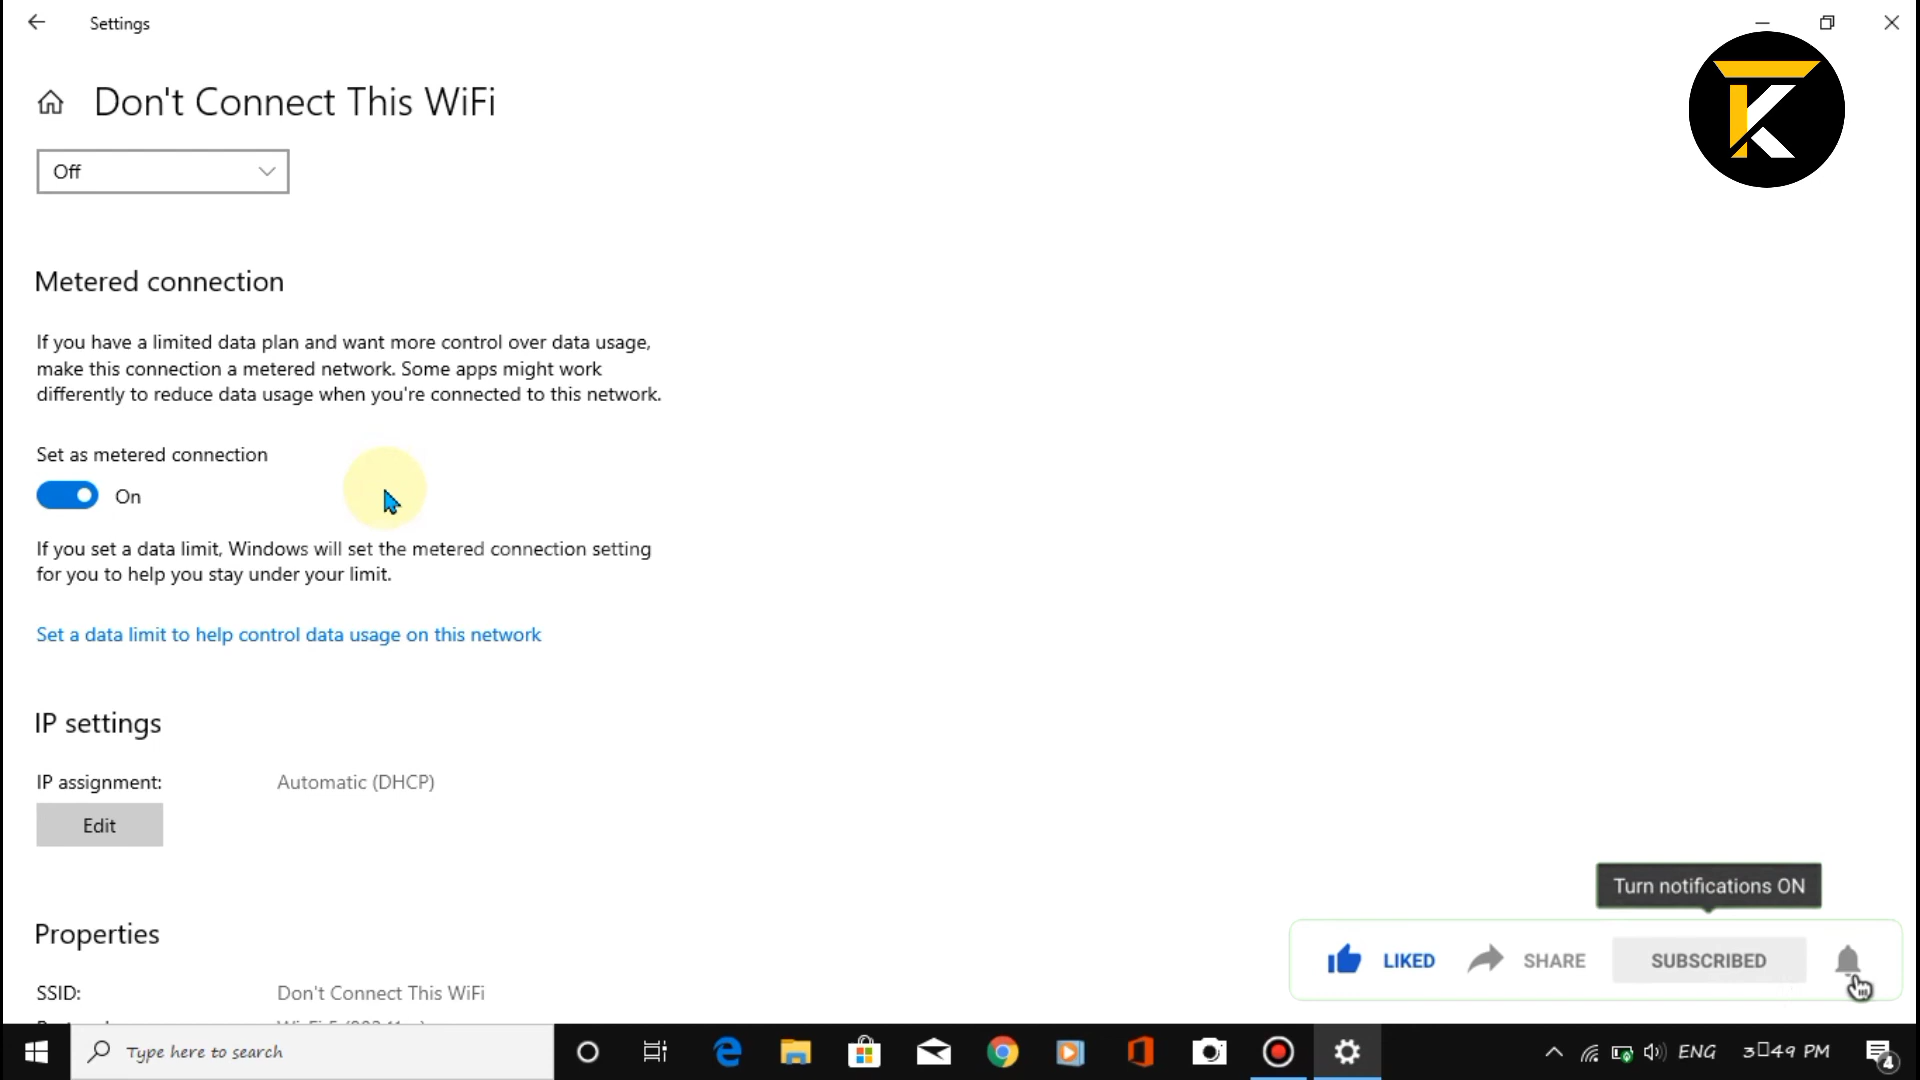 Settings
Don't Connect This WiFi
Off
Metered connection
If you have a limited data plan and want more control over data usage,
make this connection a metered network. Some apps might work
differently to reduce data usage when you're connected to this network.
Set as metered connection
On
If you set a data limit, Windows will set the metered connection setting
for you to help you stay under your limit.
Set a data limit to help control data usage on this network
IP settings
IP assignment: Automatic (DHCP)
Edit
Properties
SSID: Don't Connect This WiFi
Turn notifications ON
LIKED SHARE SUBSCRIBED
Type here to search
ENG 3□49 PM
4